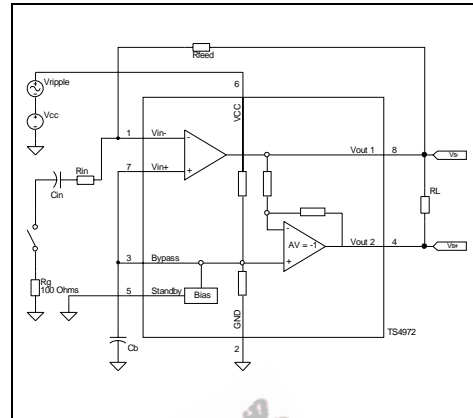 Rfeed
Vripple
6
Vcc
VCC
1
Vin-
-
Vout 1
8
Vs-
Rin
7
Vin+
+
Cin
RL
-
AV = -1
Vout 2
4
Vs+
3
Bypass
+
Rg
100 Ohms
5
Standby
Bias
Cb
GND
2
TS4972